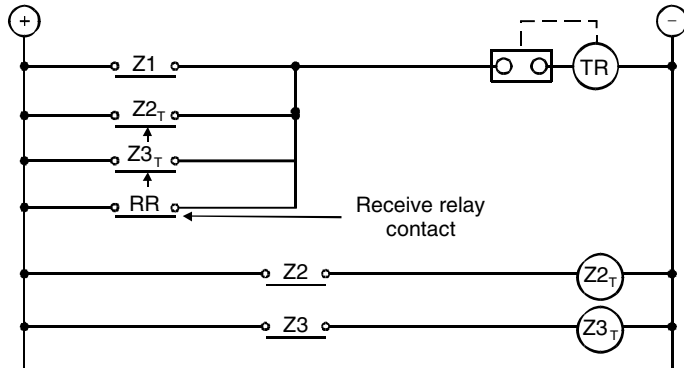 + −
Z1 TR
Z2T
Z3T
RR
Receive relay
contact
Z2 Z2T
Z3 Z3T